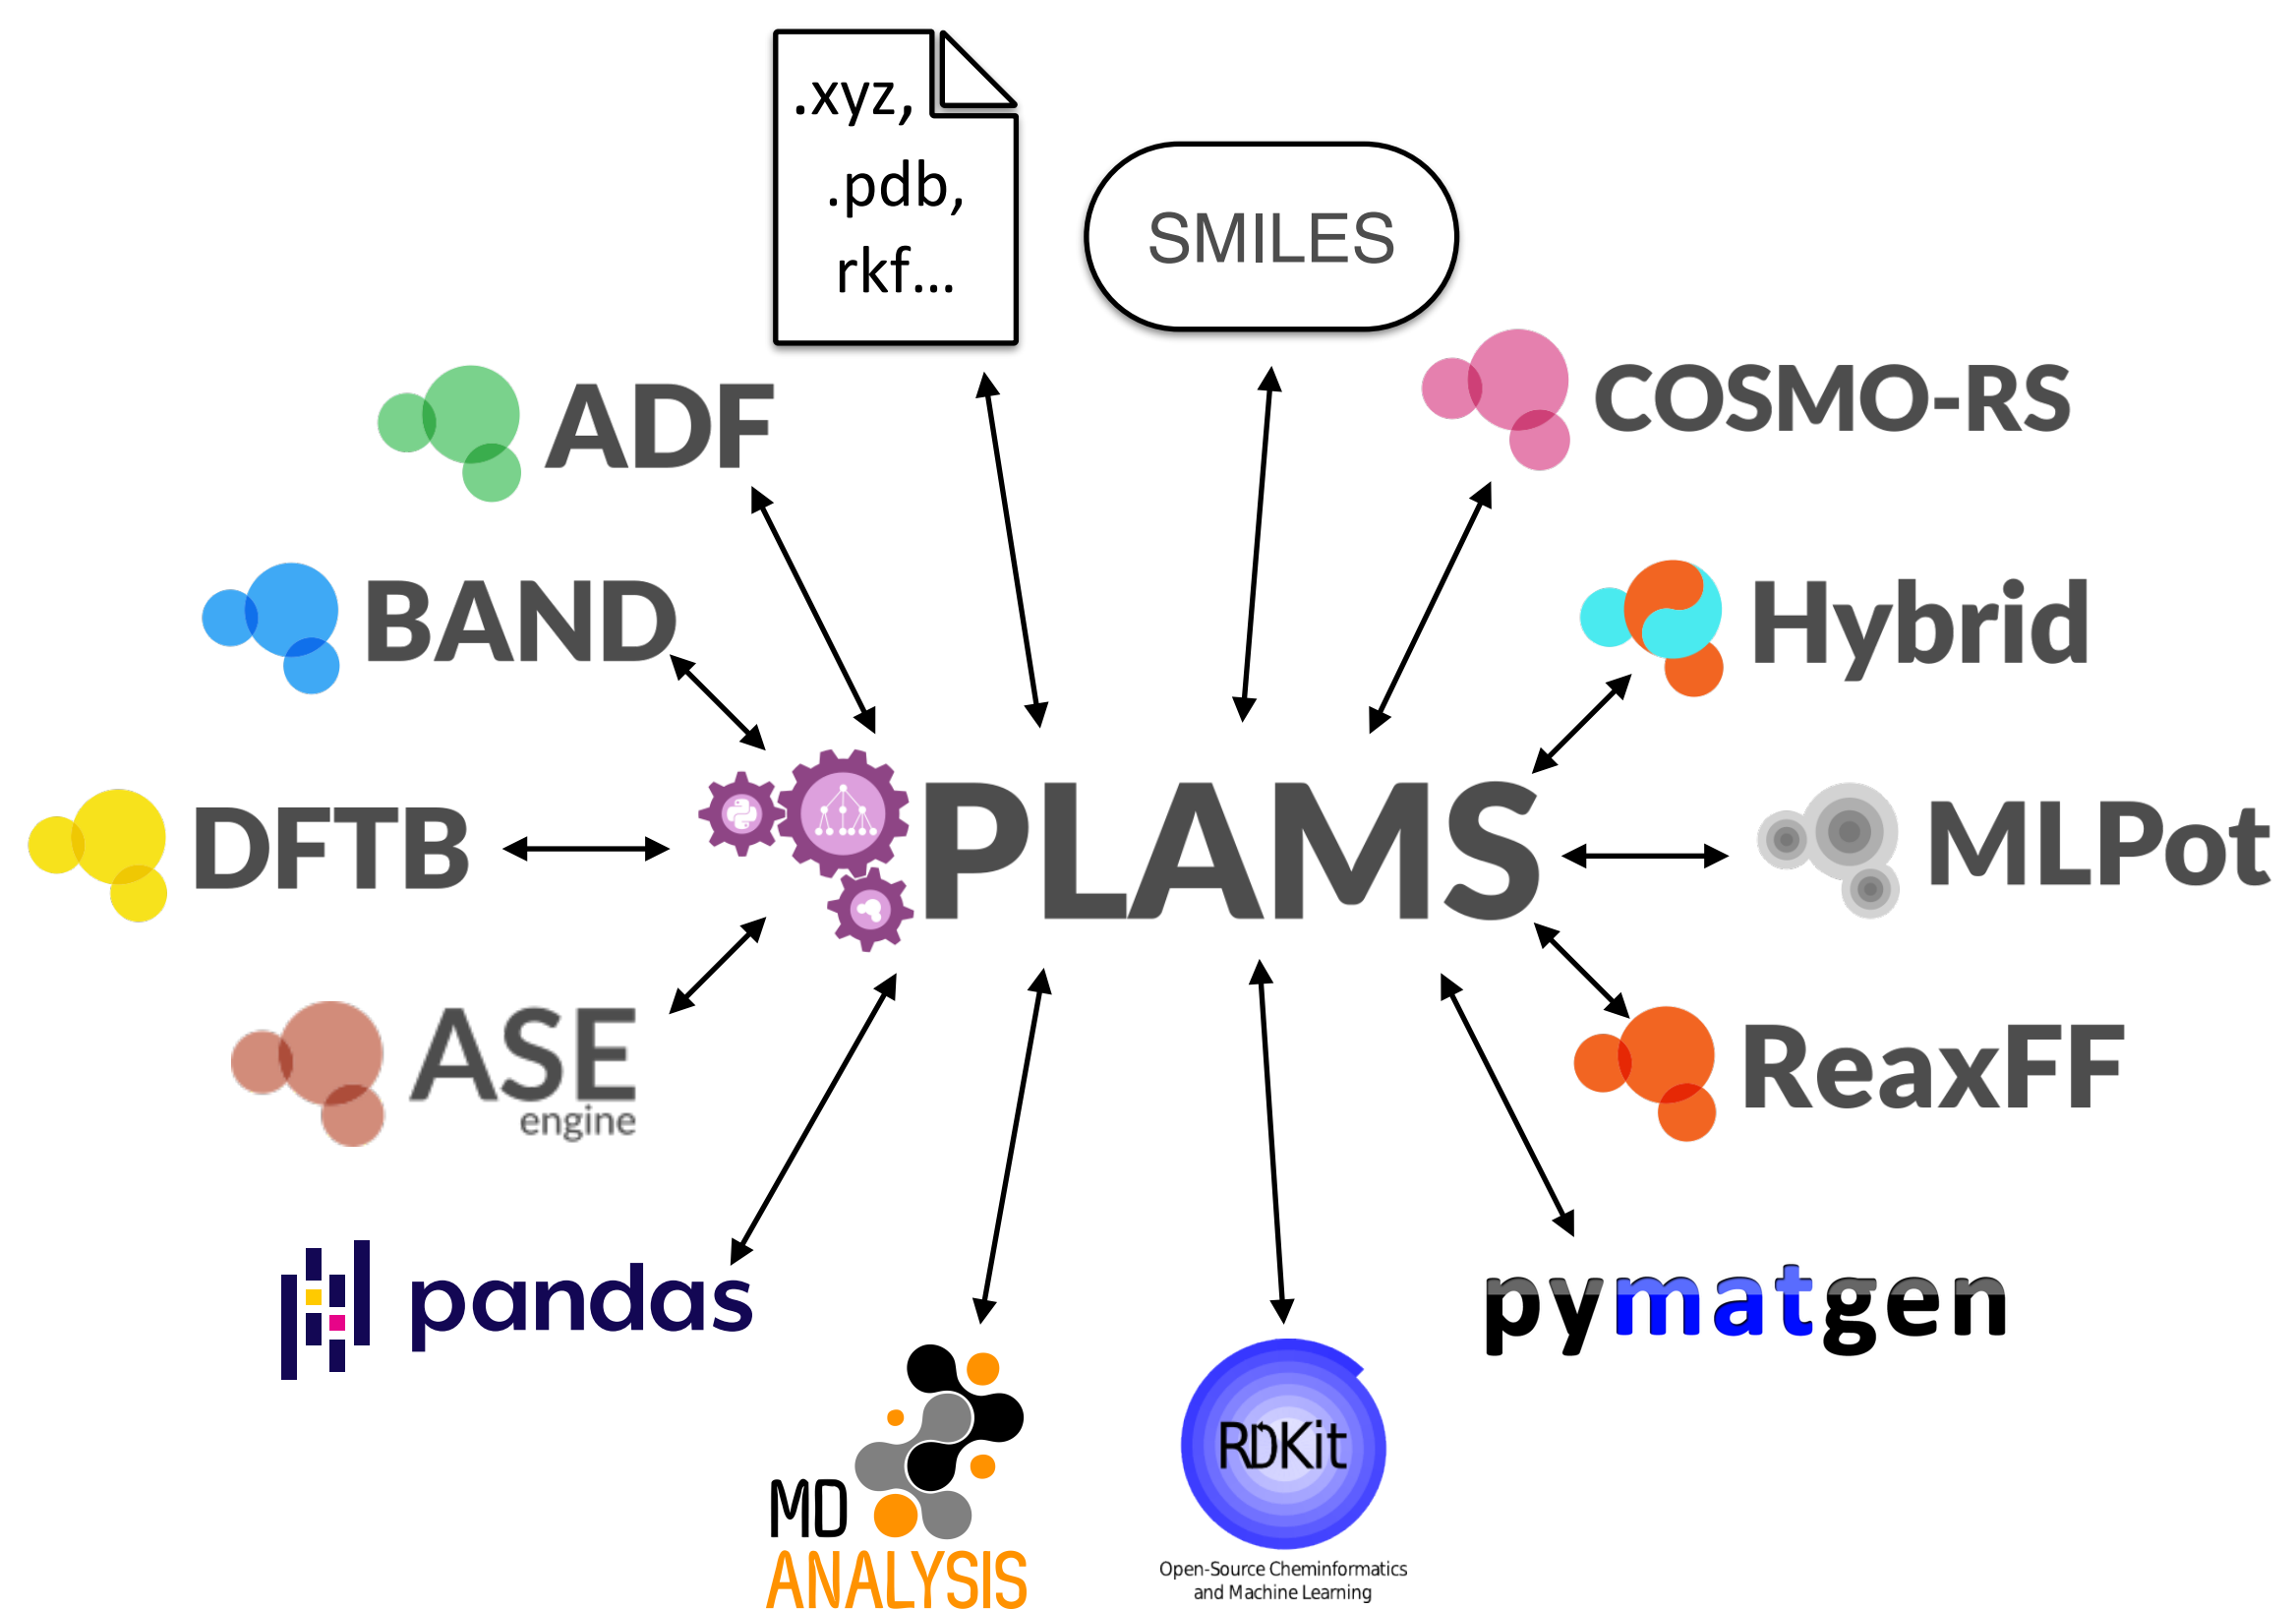 .xyz,
.pdb,
rkf...
SMILES
ADF
COSMO-RS
BAND
Hybrid
DFTB
PLAMS
MLPot
ASE
engine
ReaxFF
pandas
pymatgen
MD
ANALYSIS
RDKit
Open-Source Cheminformatics
and Machine Learning